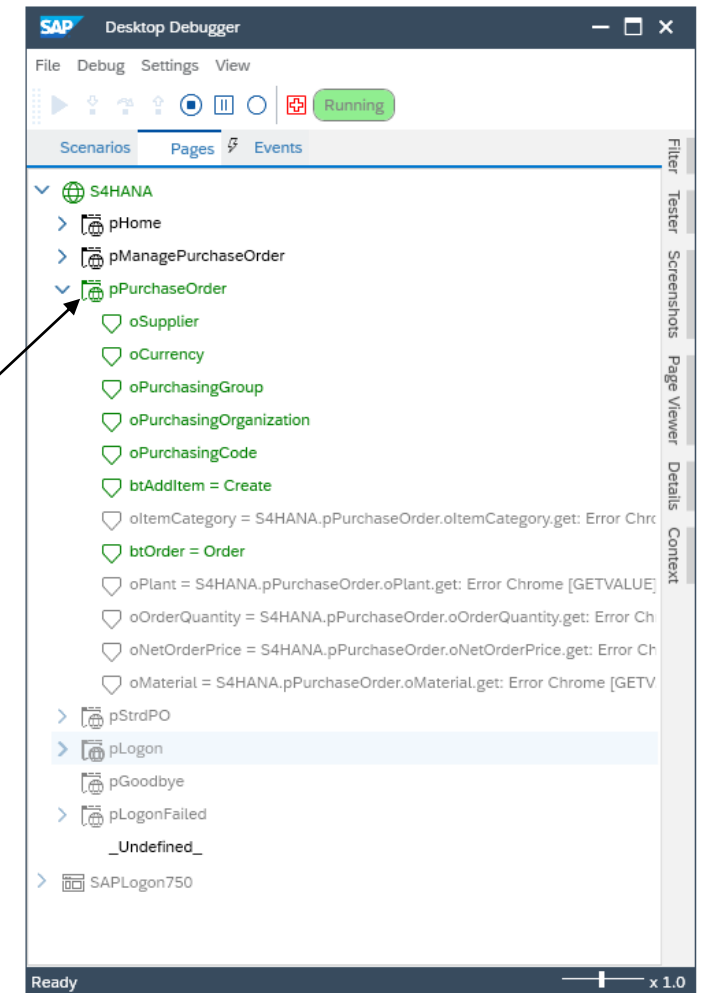 SAP Desktop Debugger
File Debug Settings View
Running
Scenarios Pages Events
S4HANA
pHome
pManagePurchaseOrder
pPurchaseOrder
oSupplier
oCurrency
oPurchasingGroup
oPurchasingOrganization
oPurchasingCode
btAddItem = Create
oItemCategory = S4HANA.pPurchaseOrder.oItemCategory.get: Error Chrc
btOrder = Order
oPlant = S4HANA.pPurchaseOrder.oPlant.get: Error Chrome [GETVALUE]
oOrderQuantity = S4HANA.pPurchaseOrder.oOrderQuantity.get: Error Ch
oNetOrderPrice = S4HANA.pPurchaseOrder.oNetOrderPrice.get: Error Ch
oMaterial = S4HANA.pPurchaseOrder.oMaterial.get: Error Chrome [GETV
pStrdPO
pLogon
pGoodbye
pLogonFailed
_Undefined_
SAPLogon750
Filter
Tester
Screenshots
Page Viewer
Details
Context
Ready x 1.0